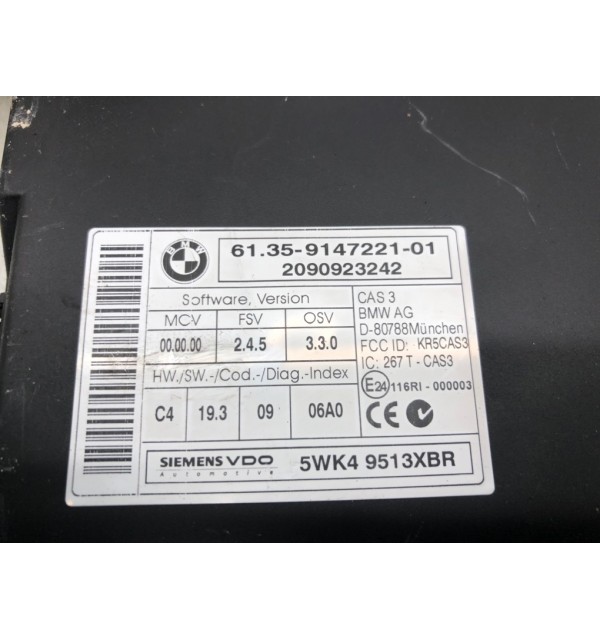 BMW
61.35-9147221-01
2090923242
Software, Version
MCV FSV OSV
00.00.00 2.4.5 3.3.0
HW./SW.-/Cod.-/Diag.-Index
C4 19.3 09 06A0
CAS 3
BMW AG
D-80788München
FCC ID: KR5CAS3
IC: 267 T - CAS3
E24 116RI - 000003
CE
SIEMENS VDO
Automotive
5WK4 9513XBR